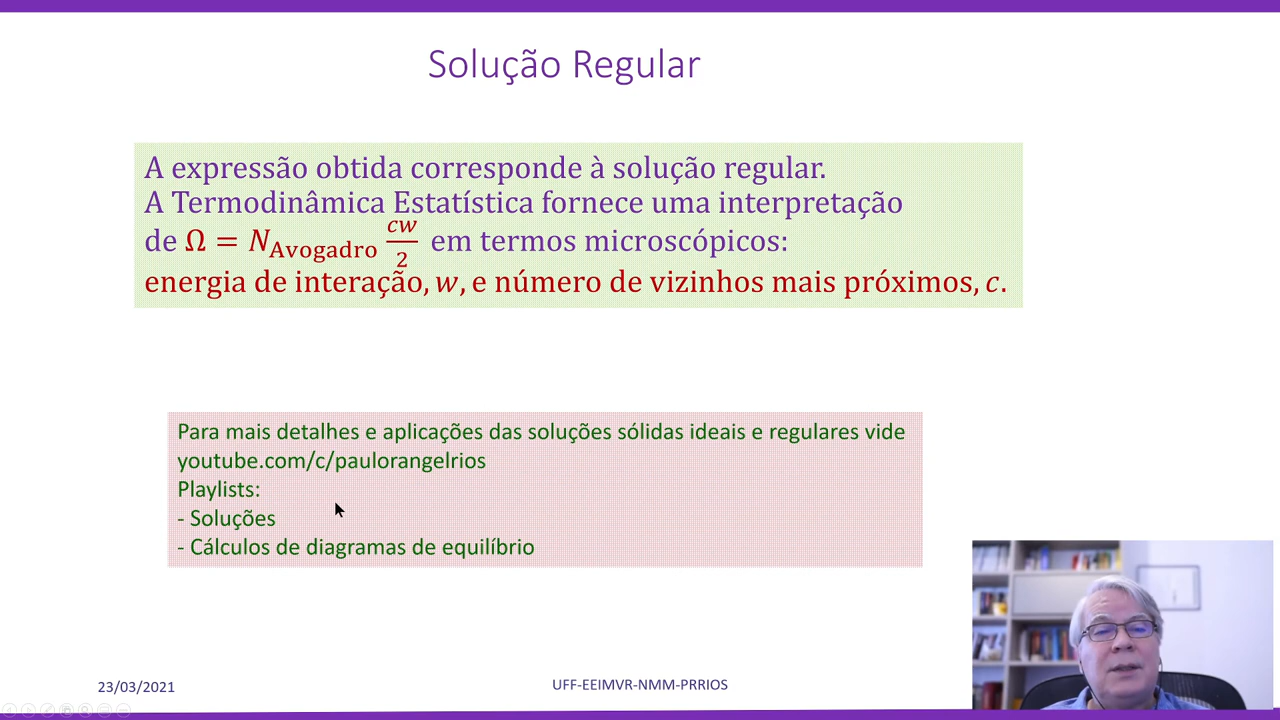 Solução Regular
A expressão obtida corresponde à solução regular.
A Termodinâmica Estatística fornece uma interpretação
de Ω = N_Avogadro cw/2 em termos microscópicos:
energia de interação, w, e número de vizinhos mais próximos, c.
Para mais detalhes e aplicações das soluções sólidas ideais e regulares vide
youtube.com/c/paulorangelrios
Playlists:
- Soluções
- Cálculos de diagramas de equilíbrio
23/03/2021
UFF-EEIMVR-NMM-PRRIOS